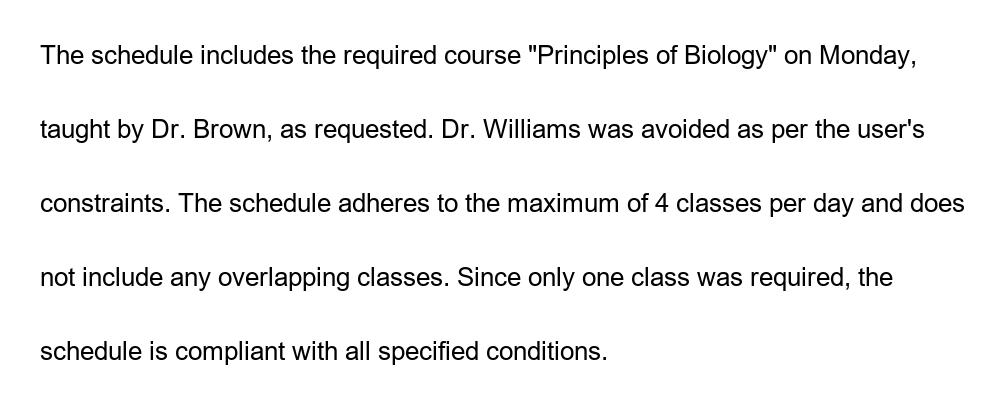 The schedule includes the required course "Principles of Biology" on Monday,
taught by Dr. Brown, as requested. Dr. Williams was avoided as per the user's
constraints. The schedule adheres to the maximum of 4 classes per day and does
not include any overlapping classes. Since only one class was required, the
schedule is compliant with all specified conditions.